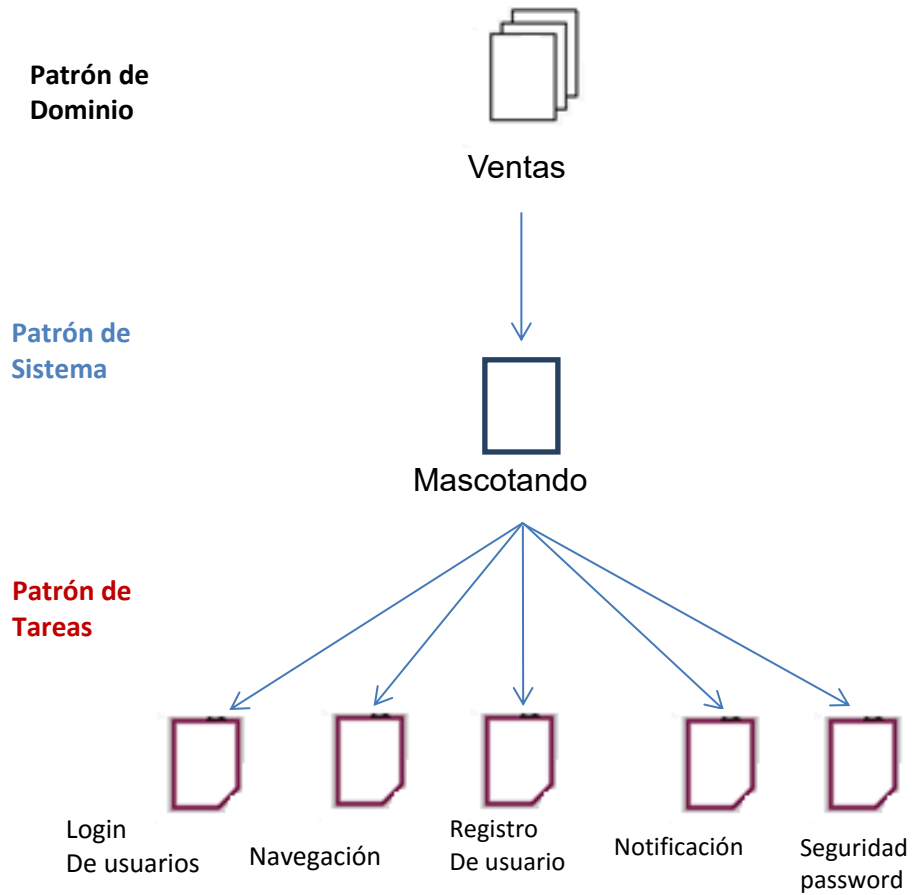 Patrón de
Dominio
Ventas
Patrón de
Sistema
Mascotando
Patrón de
Tareas
Login
De usuarios
Navegación
Registro
De usuario
Notificación
Seguridad
password